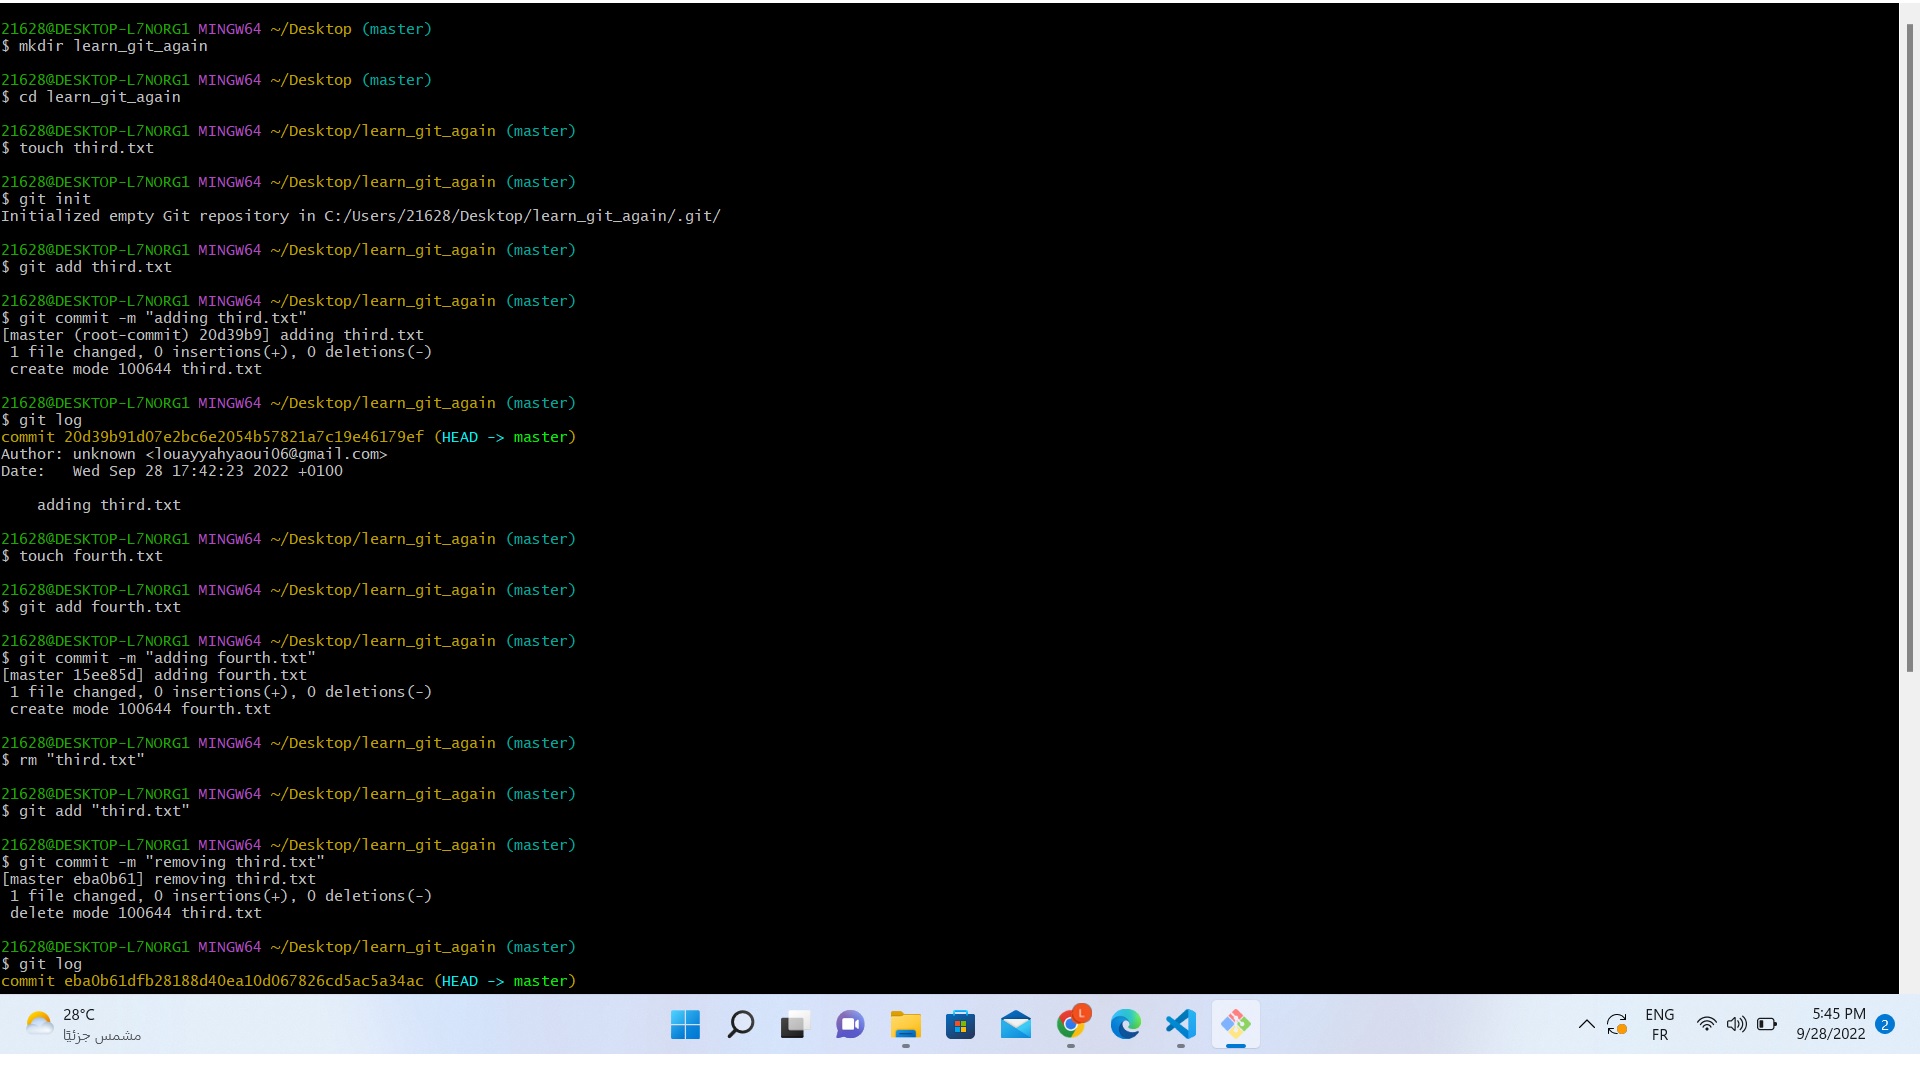 21628@DESKTOP-L7NORG1 MINGW64 ~/Desktop (master)
$ mkdir learn_git_again
21628@DESKTOP-L7NORG1 MINGW64 ~/Desktop (master)
$ cd learn_git_again
21628@DESKTOP-L7NORG1 MINGW64 ~/Desktop/learn_git_again (master)
$ touch third.txt
21628@DESKTOP-L7NORG1 MINGW64 ~/Desktop/learn_git_again (master)
$ git init
Initialized empty Git repository in C:/Users/21628/Desktop/learn_git_again/.git/
21628@DESKTOP-L7NORG1 MINGW64 ~/Desktop/learn_git_again (master)
$ git add third.txt
21628@DESKTOP-L7NORG1 MINGW64 ~/Desktop/learn_git_again (master)
$ git commit -m "adding third.txt"
[master (root-commit) 20d39b9] adding third.txt
 1 file changed, 0 insertions(+), 0 deletions(-)
 create mode 100644 third.txt
21628@DESKTOP-L7NORG1 MINGW64 ~/Desktop/learn_git_again (master)
$ git log
commit 20d39b91d07e2bc6e2054b57821a7c19e46179ef (HEAD -> master)
Author: unknown <louayyahyaoui06@gmail.com>
Date:   Wed Sep 28 17:42:23 2022 +0100
    adding third.txt
21628@DESKTOP-L7NORG1 MINGW64 ~/Desktop/learn_git_again (master)
$ touch fourth.txt
21628@DESKTOP-L7NORG1 MINGW64 ~/Desktop/learn_git_again (master)
$ git add fourth.txt
21628@DESKTOP-L7NORG1 MINGW64 ~/Desktop/learn_git_again (master)
$ git commit -m "adding fourth.txt"
[master 15ee85d] adding fourth.txt
 1 file changed, 0 insertions(+), 0 deletions(-)
 create mode 100644 fourth.txt
21628@DESKTOP-L7NORG1 MINGW64 ~/Desktop/learn_git_again (master)
$ rm "third.txt"
21628@DESKTOP-L7NORG1 MINGW64 ~/Desktop/learn_git_again (master)
$ git add "third.txt"
21628@DESKTOP-L7NORG1 MINGW64 ~/Desktop/learn_git_again (master)
$ git commit -m "removing third.txt"
[master eba0b61] removing third.txt
 1 file changed, 0 insertions(+), 0 deletions(-)
 delete mode 100644 third.txt
21628@DESKTOP-L7NORG1 MINGW64 ~/Desktop/learn_git_again (master)
$ git log
commit eba0b61dfb28188d40ea10d067826cd5ac5a34ac (HEAD -> master)
28°C
مشمس جزئيًا
L
ENG
FR
5:45 PM
9/28/2022
2